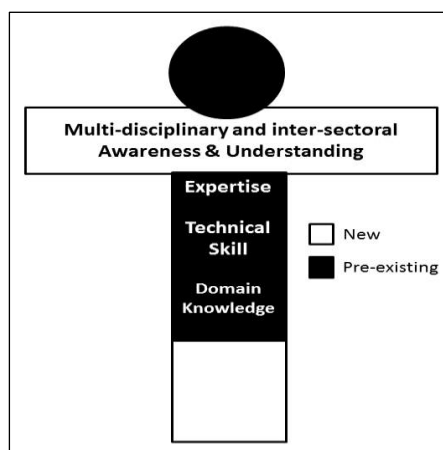 Multi-disciplinary and inter-sectoral
Awareness & Understanding
Expertise
Technical
Skill
Domain
Knowledge
New
Pre-existing